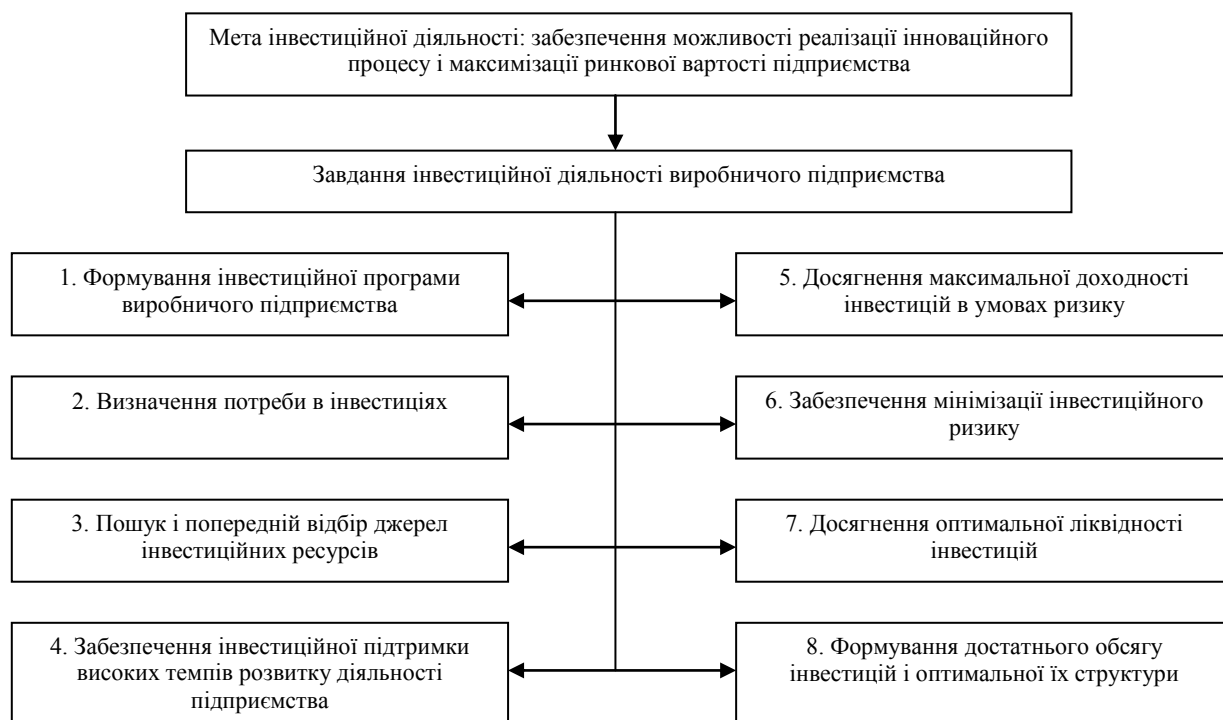 Мета інвестиційної діяльності: забезпечення можливості реалізації інноваційного
процесу і максимізації ринкової вартості підприємства
Завдання інвестиційної діяльності виробничого підприємства
1. Формування інвестиційної програми
виробничого підприємства
2. Визначення потреби в інвестиціях
3. Пошук і попередній відбір джерел
інвестиційних ресурсів
4. Забезпечення інвестиційної підтримки
високих темпів розвитку діяльності
підприємства
5. Досягнення максимальної доходності
інвестицій в умовах ризику
6. Забезпечення мінімізації інвестиційного
ризику
7. Досягнення оптимальної ліквідності
інвестицій
8. Формування достатнього обсягу
інвестицій і оптимальної їх структури